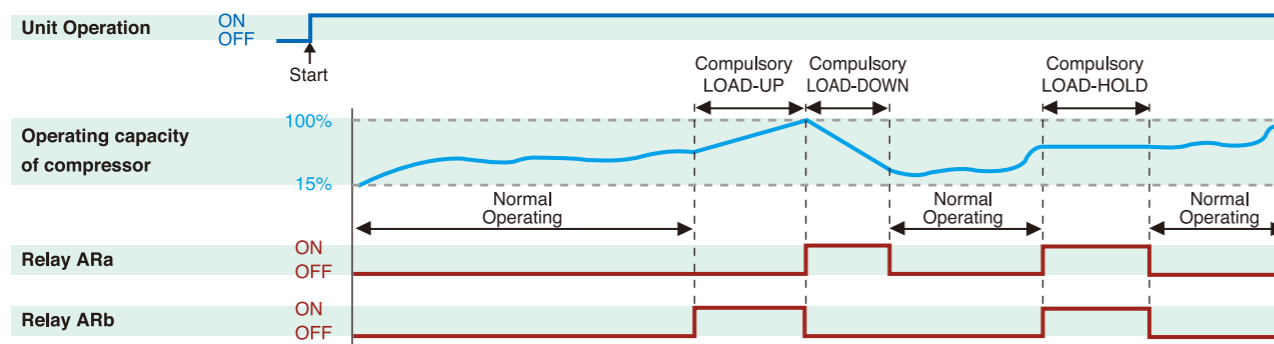 Unit Operation
ON
OFF
Start
Compulsory
LOAD-UP
Compulsory
LOAD-DOWN
Compulsory
LOAD-HOLD
Operating capacity
of compressor
100%
15%
Normal
Operating
Normal
Operating
Normal
Operating
Relay ARa
ON
OFF
Relay ARb
ON
OFF